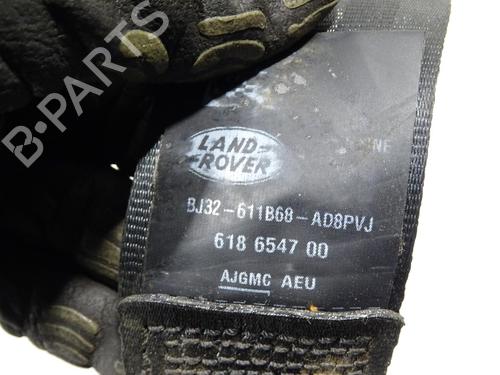 B-PARTS
LAND-
ROVER
BJ32-611B68-AD8PVJ
618 6547 00
AJGMC AEU